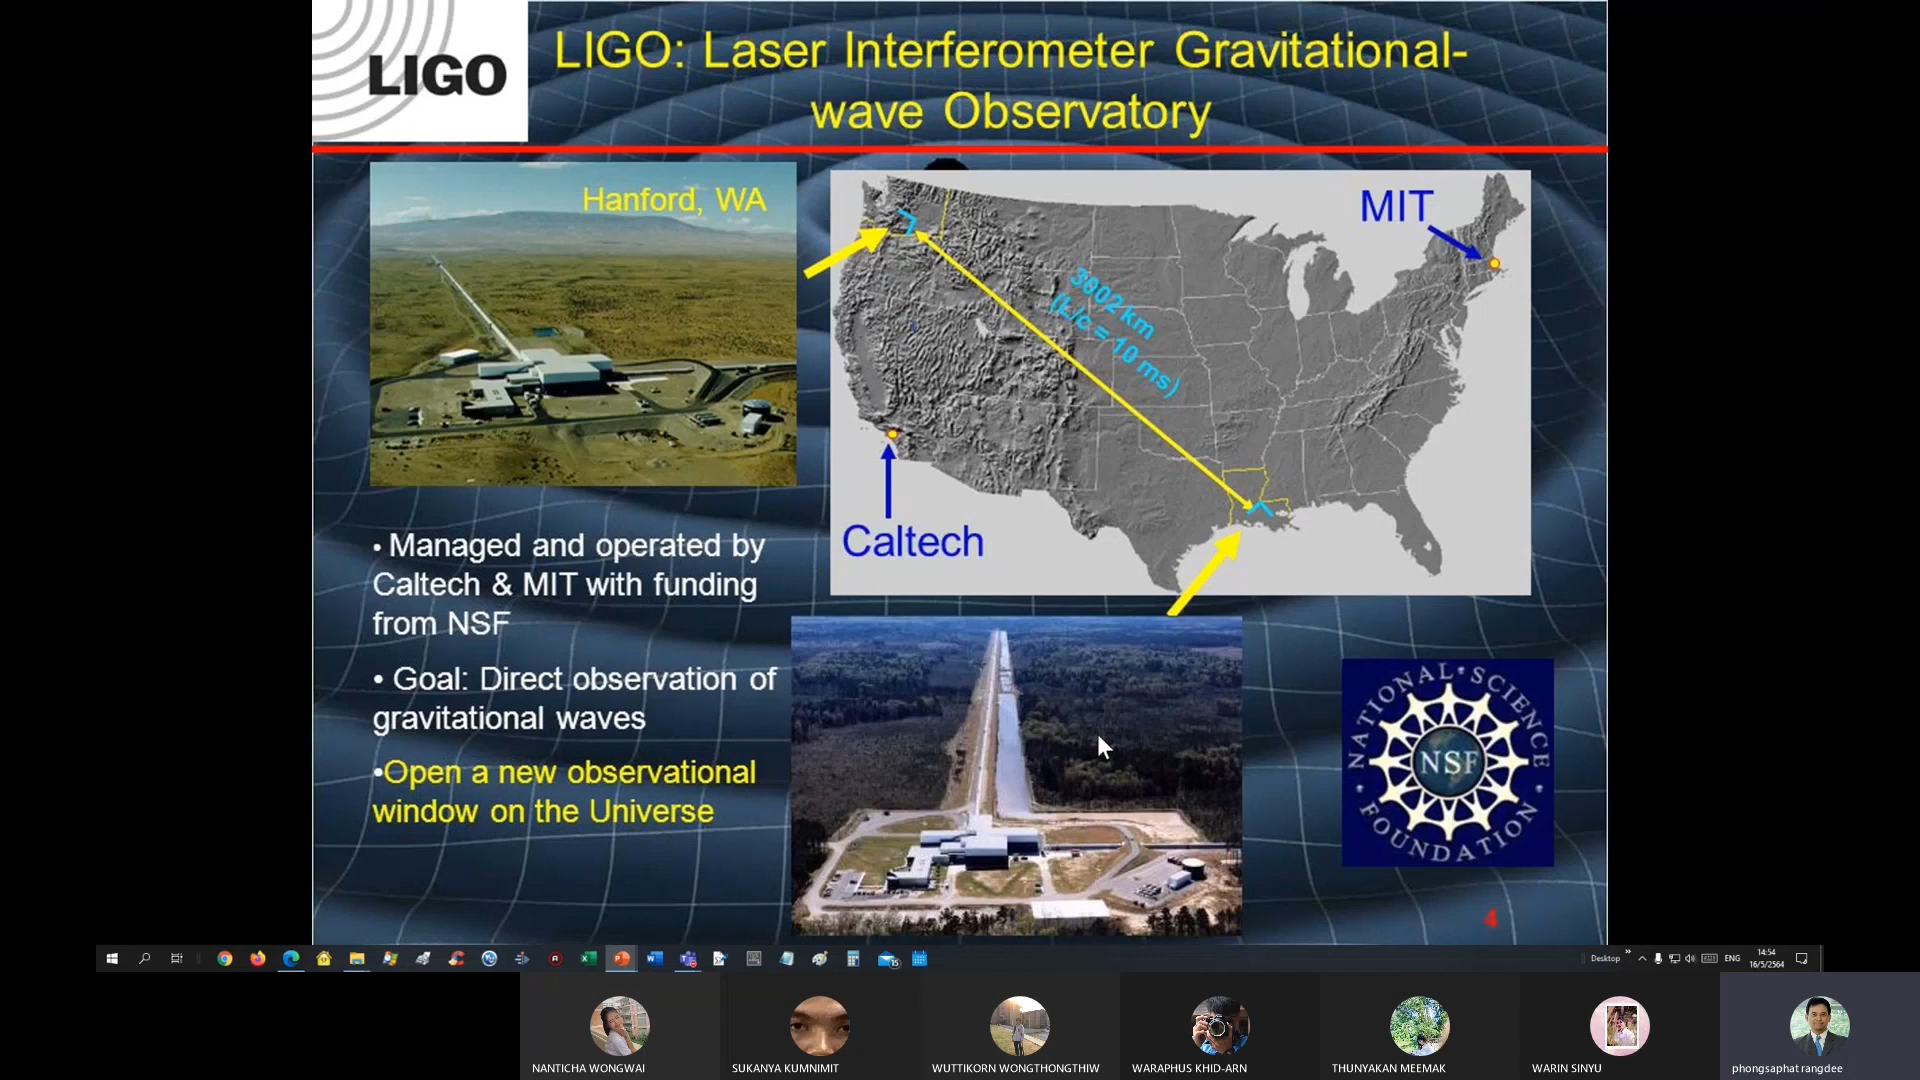 LIGO
LIGO: Laser Interferometer Gravitational-
wave Observatory
Hanford, WA
MIT
3002 km
(L/c = 10 ms)
Caltech
• Managed and operated by
Caltech & MIT with funding
from NSF
• Goal: Direct observation of
gravitational waves
•Open a new observational
window on the Universe
NATIONAL SCIENCE
NSF
FOUNDATION
4
15
Desktop
ENG
14:54
16/5/2564
NANTICHA WONGWAI
SUKANYA KUMNIMIT
WUTTIKORN WONGTHONGTHIW
WARAPHUS KHID-ARN
THUNYAKAN MEEMAK
WARIN SINYU
phongsaphat rangdee